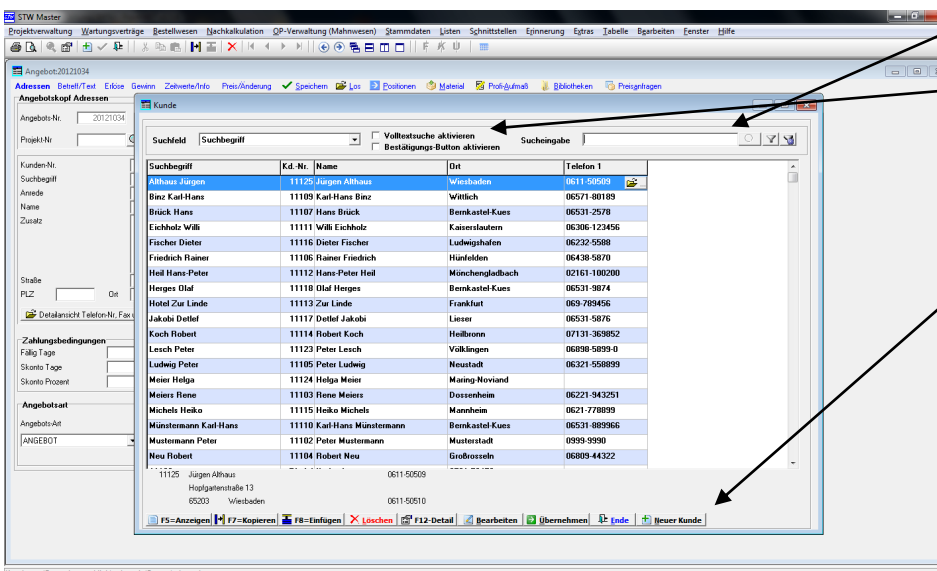 STW Master
Projektverwaltung Wartungsverträge Bestellwesen Nachkalkulation OP-Verwaltung (Mahnwesen) Stammdaten Listen Schnittstellen Erinnerung Extras Tabelle Bearbeiten Fenster Hilfe
F K U
Angebot:20121034
Adressen Betreff/Text Erlöse Gewinn Zeitwerte/Info Preis/Änderung Speichern Los Positionen Material Profi-Aufmaß Bibliotheken Preisanfragen
Angebotskopf Adressen
Angebots-Nr. 20121034
Projekt-Nr
Kunden-Nr.
Suchbegriff
Anrede
Name
Zusatz
Straße
PLZ Ort
Detailansicht Telefon-Nr, Fax
Zahlungsbedingungen
Fällig Tage
Skonto Tage
Skonto Prozent
Angebotsart
Angebots-Art
ANGEBOT
Kunde
Suchfeld Suchbegriff Volltextsuche aktivieren Sucheingabe
Bestätigungs-Button aktivieren
Suchbegriff Kd.-Nr. Name Ort Telefon 1
Althaus Jürgen 11125 Jürgen Althaus Wiesbaden 0611-50509
Binz Karl-Hans 11109 Karl-Hans Binz Wittlich 06571-80189
Brück Hans 11107 Hans Brück Bernkastel-Kues 06531-2578
Eichholz Willi 11111 Willi Eichholz Kaiserslautern 06306-123456
Fischer Dieter 11116 Dieter Fischer Ludwigshafen 06232-5588
Friedrich Rainer 11106 Rainer Friedrich Hünfelden 06438-5870
Heil Hans-Peter 11112 Hans-Peter Heil Mönchengladbach 02161-100200
Herges Olaf 11118 Olaf Herges Bernkastel-Kues 06531-9874
Hotel Zur Linde 11113 Zur Linde Frankfurt 069-789456
Jakobi Detlef 11117 Detlef Jakobi Lieser 06531-5876
Koch Robert 11114 Robert Koch Heilbronn 07131-369852
Lesch Peter 11123 Peter Lesch Völklingen 06898-5899-0
Ludwig Peter 11105 Peter Ludwig Neustadt 06321-558899
Meier Helga 11124 Helga Meier Maring-Noviand
Meiers Rene 11103 Rene Meiers Dossenheim 06221-943251
Michels Heiko 11115 Heiko Michels Mannheim 0621-778899
Münstermann Karl-Hans 11110 Karl-Hans Münstermann Bernkastel-Kues 06531-889966
Mustermann Peter 11102 Peter Mustermann Musterstadt 0999-9990
Neu Robert 11104 Robert Neu Großrosseln 06809-44322
11125 Jürgen Althaus 0611-50509
Hopfgartenstraße 13
65203 Wiesbaden 0611-50510
F5=Anzeigen F7=Kopieren F8=Einfügen Löschen F12-Detail Bearbeiten Übernehmen Ende Neuer Kunde